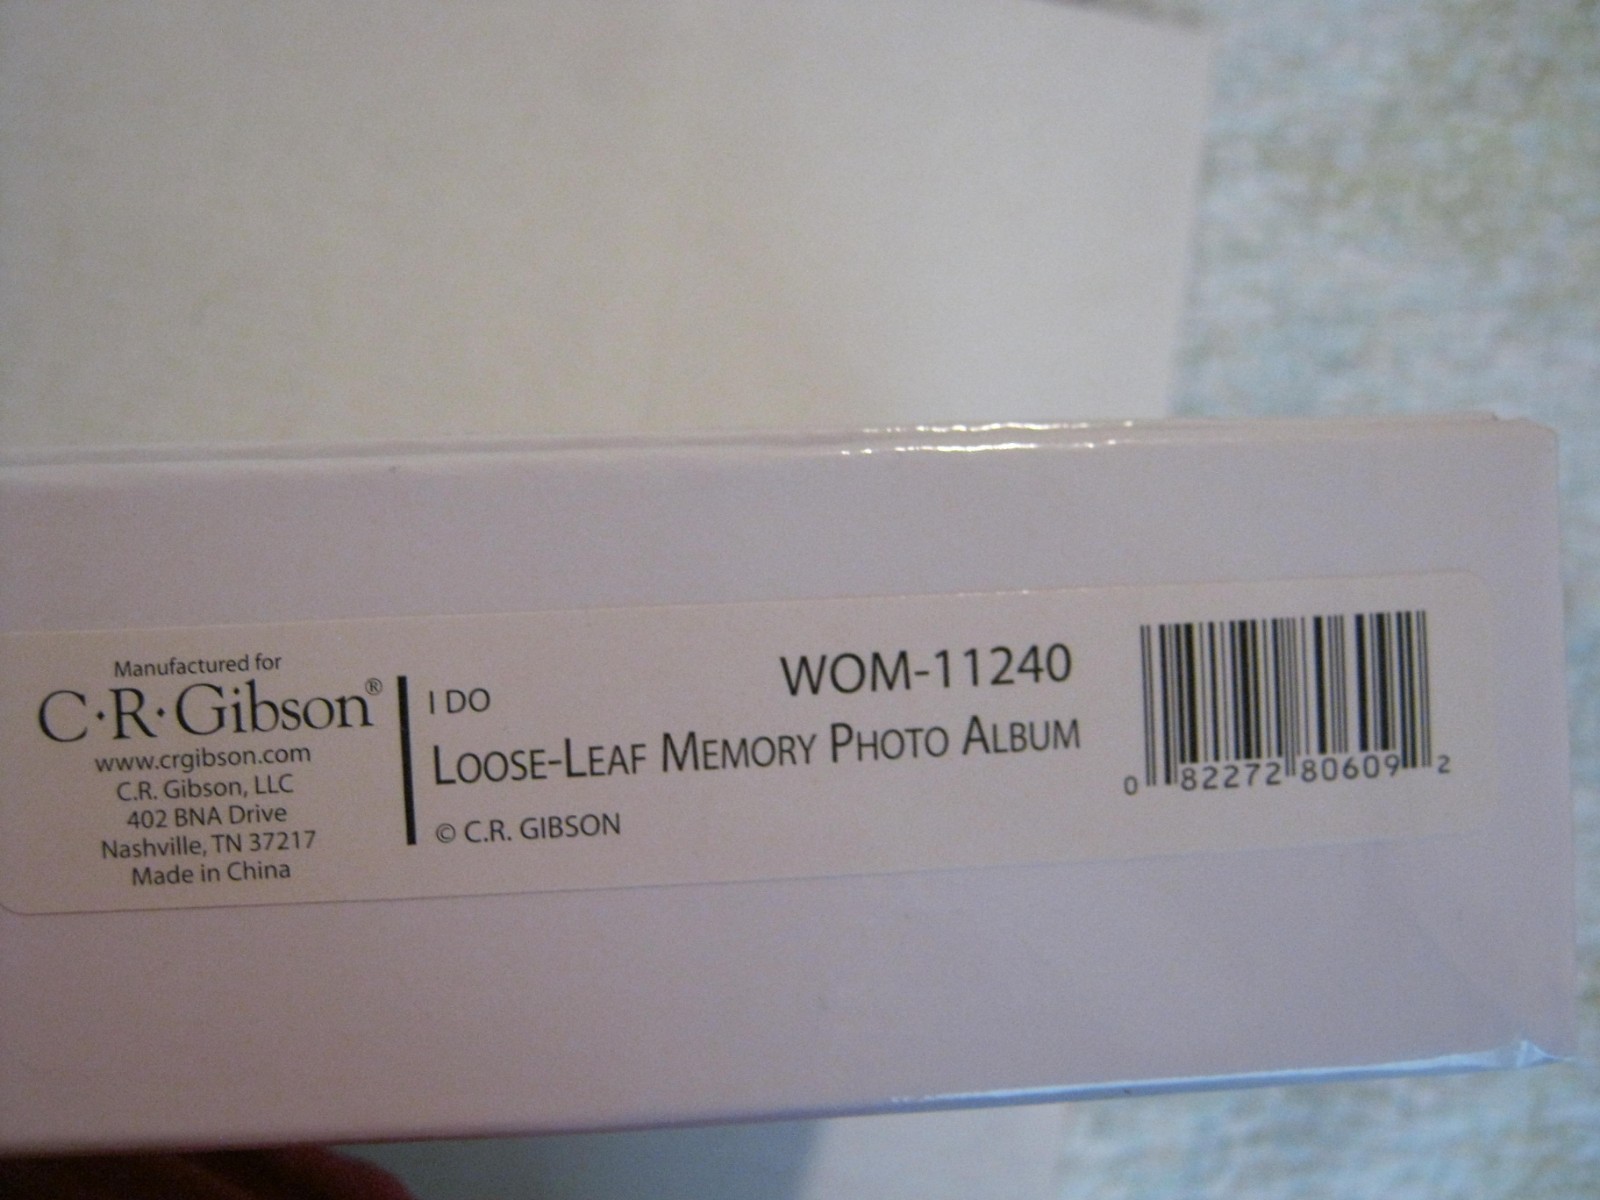 Manufactured for
C·R·Gibson®
www.crgibson.com
C.R. Gibson, LLC
402 BNA Drive
Nashville, TN 37217
Made in China
I DO
WOM-11240
LOOSE-LEAF MEMORY PHOTO ALBUM
© C.R. GIBSON
0 82272 80609 2